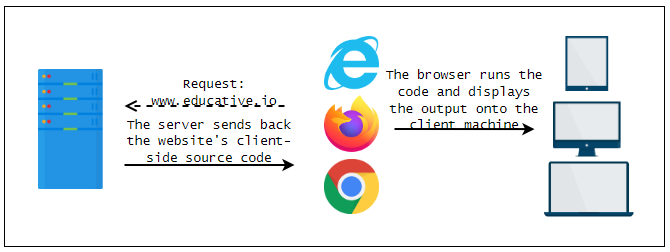 Request:
www.educative.io
The server sends back
the website's client-
side source code
The browser runs the
code and displays
the output onto the
client machine